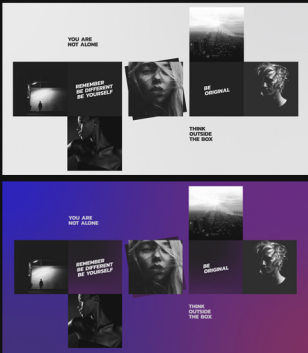 YOU ARE
NOT ALONE
REMEMBER
BE DIFFERENT
BE YOURSELF
BE
ORIGINAL
THINK
OUTSIDE
THE BOX
YOU ARE
NOT ALONE
REMEMBER
BE DIFFERENT
BE YOURSELF
BE
ORIGINAL
THINK
OUTSIDE
THE BOX